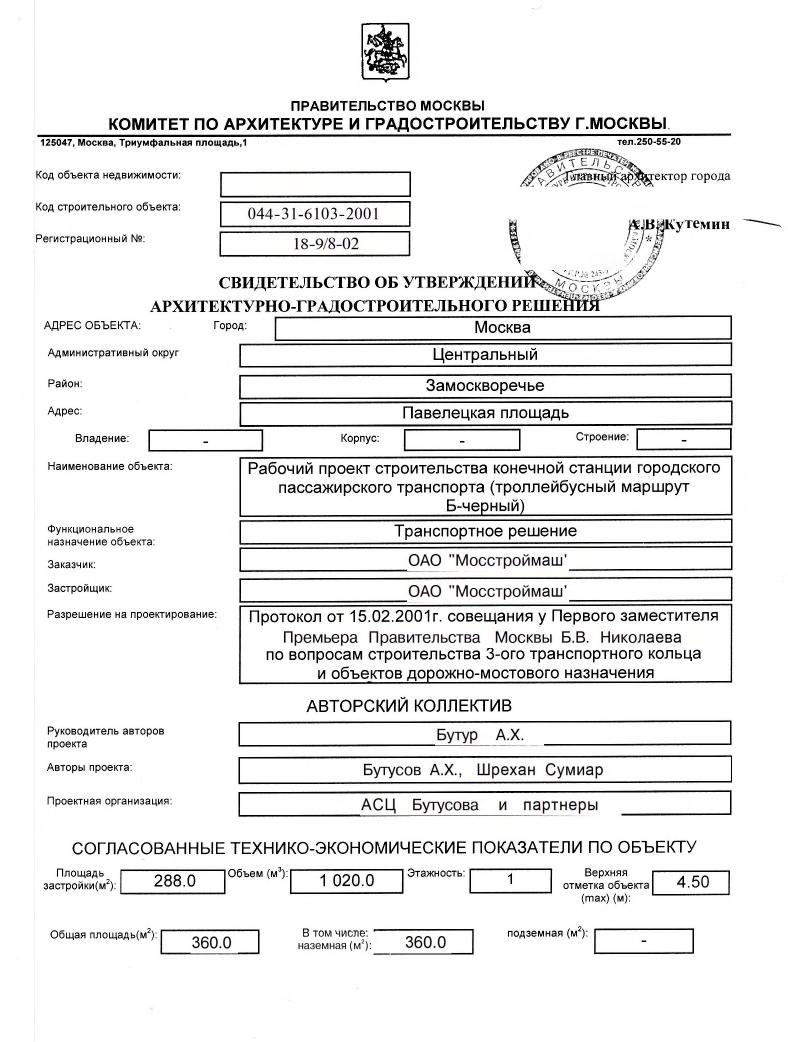 ПРАВИТЕЛЬСТВО МОСКВЫ
КОМИТЕТ ПО АРХИТЕКТУРЕ И ГРАДОСТРОИТЕЛЬСТВУ Г.МОСКВЫ.
125047, Москва, Триумфальная площадь,1 тел.250-55-20
Код объекта недвижимости:
Главный архитектор города
Код строительного объекта: 044-31-6103-2001
А.В. Кутемин
Регистрационный №: 18-9/8-02
СВИДЕТЕЛЬСТВО ОБ УТВЕРЖДЕНИИ
АРХИТЕКТУРНО-ГРАДОСТРОИТЕЛЬНОГО РЕШЕНИЯ
АДРЕС ОБЪЕКТА: Город: Москва
Административный округ Центральный
Район: Замоскворечье
Адрес: Павелецкая площадь
Владение: - Корпус: - Строение: -
Наименование объекта: Рабочий проект строительства конечной станции городского
пассажирского транспорта (троллейбусный маршрут
Б-черный)
Функциональное
назначение объекта: Транспортное решение
Заказчик: ОАО "Мосстроймаш'
Застройщик: ОАО "Мосстроймаш'
Разрешение на проектирование: Протокол от 15.02.2001г. совещания у Первого заместителя
Премьера Правительства Москвы Б.В. Николаева
по вопросам строительства 3-ого транспортного кольца
и объектов дорожно-мостового назначения
АВТОРСКИЙ КОЛЛЕКТИВ
Руководитель авторов
проекта Бутур А.Х.
Авторы проекта: Бутусов А.Х., Шрехан Сумиар
Проектная организация: АСЦ Бутусова и партнеры
СОГЛАСОВАННЫЕ ТЕХНИКО-ЭКОНОМИЧЕСКИЕ ПОКАЗАТЕЛИ ПО ОБЪЕКТУ
Площадь
застройки(м²): 288.0 Объем (м³): 1 020.0 Этажность: 1 Верхняя
отметка объекта
(max) (м): 4.50
Общая площадь(м²): 360.0 В том числе:
наземная (м²): 360.0 подземная (м²): -
МОСКВЫ